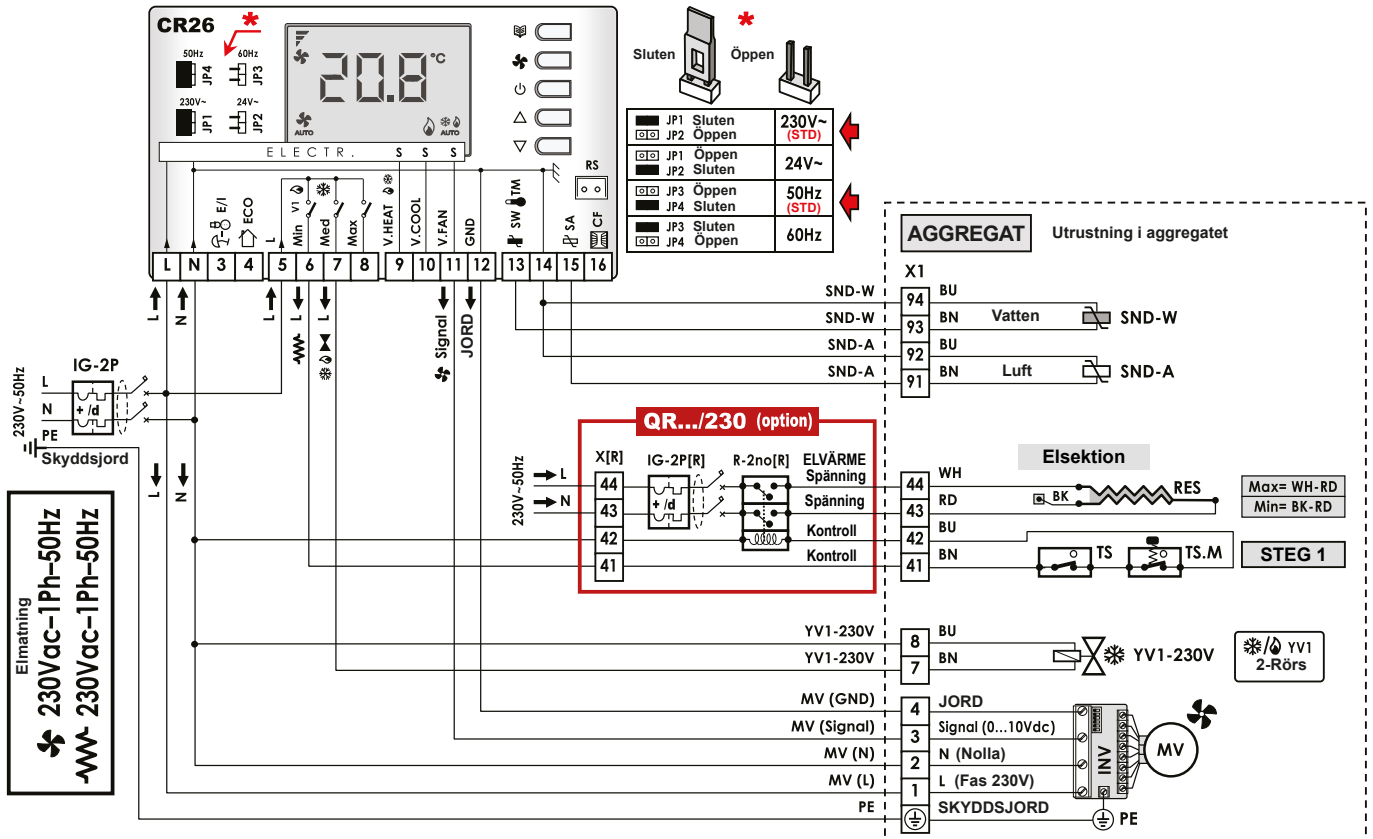 CR26
*
50Hz
JP4
60Hz
JP3
230V~
JP1
24V~
JP2
20.8 °C
AUTO
AUTO
ELECTR.
S S S
RS
Sluten
*
Öppen
JP1 Sluten
JP2 Öppen
230V~
(STD)
JP1 Öppen
JP2 Sluten
24V~
JP3 Öppen
JP4 Sluten
50Hz
(STD)
JP3 Sluten
JP4 Öppen
60Hz
E/I
ECO
L
Min V1
Med
Max
V.HEAT
V.COOL
V.FAN
GND
SW TM
SA
CF
L N 3 4 5 6 7 8 9 10 11 12 13 14 15 16
L
N
L
L
L
Signal
JORD
AGGREGAT
Utrustning i aggregatet
X1
SND-W 94 BU
SND-W 93 BN
Vatten
SND-W
SND-A 92 BU
SND-A 91 BN
Luft
SND-A
IG-2P
230V~50Hz
L
N
PE
+ /d
Skyddsjord
L
N
QR.../230 (option)
X[R]
IG-2P[R]
R-2no[R]
ELVÄRME
Spänning
Spänning
Kontroll
Kontroll
230V~50Hz
L
N
44
43
42
41
+ /d
Elsektion
44 WH
43 RD
42 BU
41 BN
BK
RES
Max= WH-RD
Min= BK-RD
TS
TS.M
STEG 1
Elmatning
230Vac–1Ph–50Hz
230Vac–1Ph–50Hz
YV1-230V 8 BU
YV1-230V 7 BN
YV1-230V
YV1
2-Rörs
MV (GND) 4 JORD
MV (Signal) 3 Signal (0...10Vdc)
MV (N) 2 N (Nolla)
MV (L) 1 L (Fas 230V)
PE SKYDDSJORD
INV
MV
PE